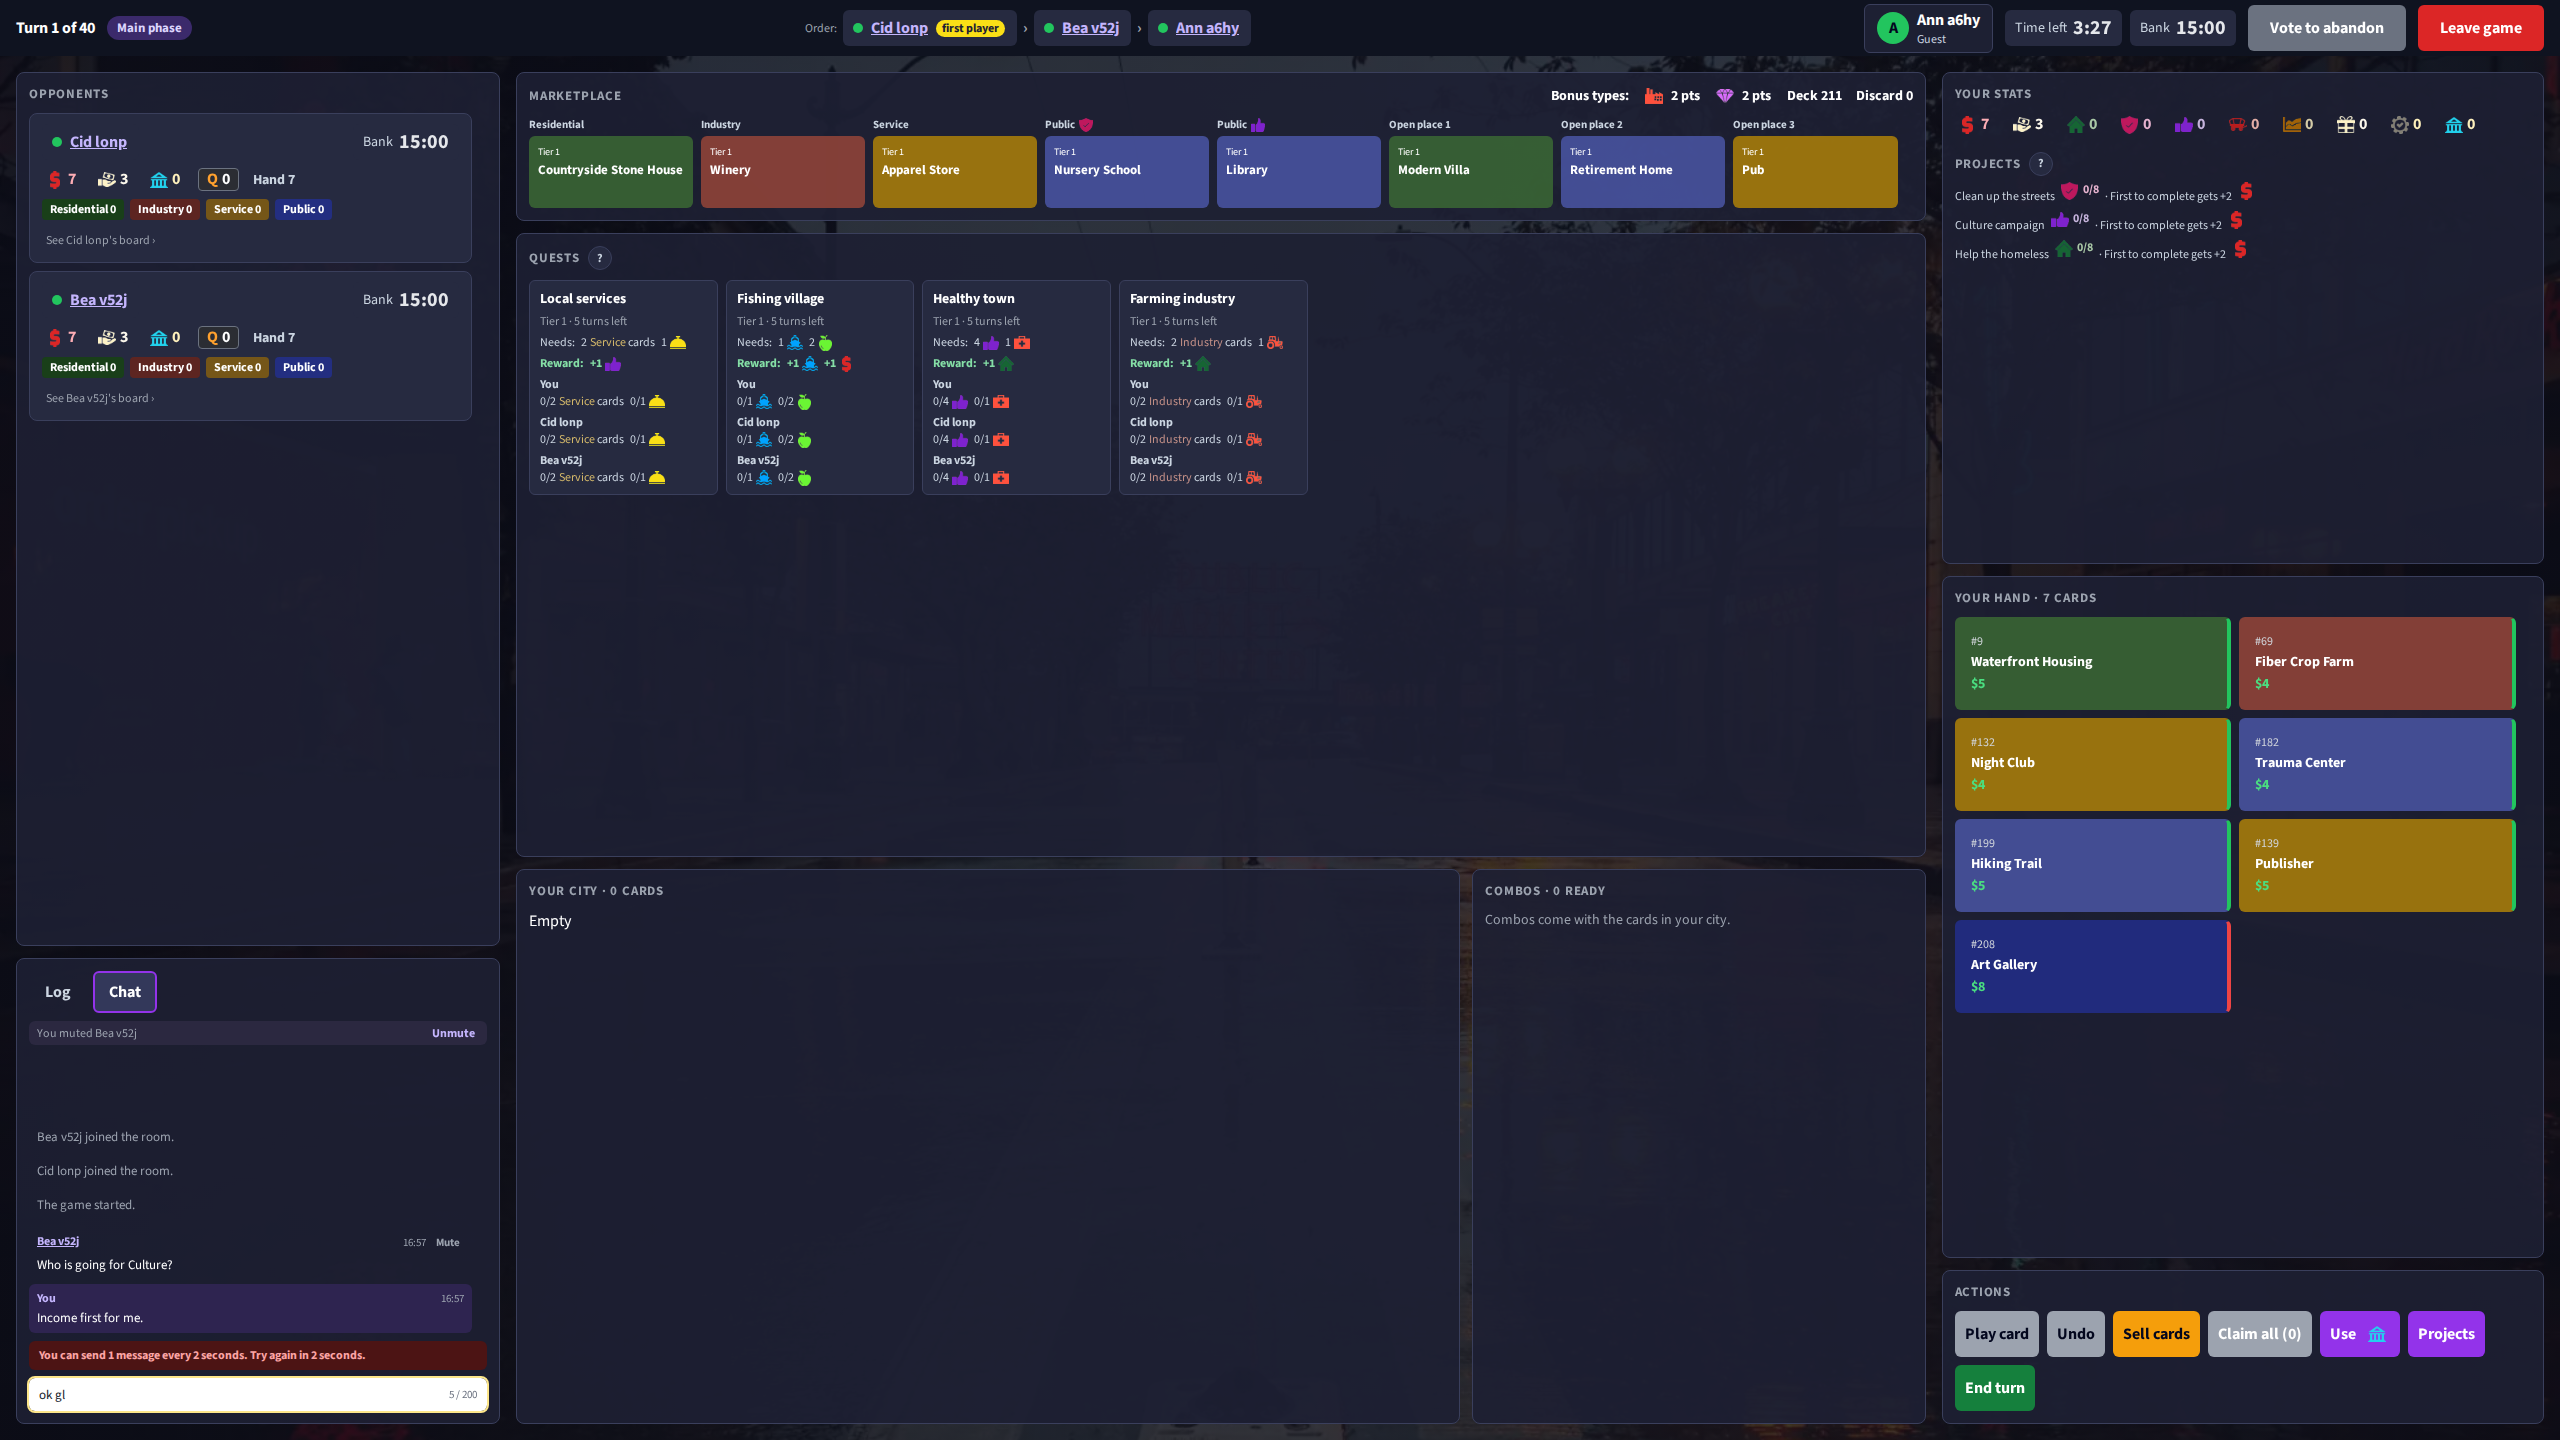 Turn 1 of 40 Main phase
Order: Cid lonp first player › Bea v52j › Ann a6hy
A Ann a6hy
Guest
Time left 3:27 Bank 15:00 Vote to abandon Leave game
OPPONENTS
Cid lonp Bank 15:00
7 3 0 Q 0 Hand 7
Residential 0 Industry 0 Service 0 Public 0
See Cid lonp's board ›
Bea v52j Bank 15:00
7 3 0 Q 0 Hand 7
Residential 0 Industry 0 Service 0 Public 0
See Bea v52j's board ›
Log Chat
You muted Bea v52j Unmute
Bea v52j joined the room.
Cid lonp joined the room.
The game started.
Bea v52j 16:57 Mute
Who is going for Culture?
You 16:57
Income first for me.
You can send 1 message every 2 seconds. Try again in 2 seconds.
ok gl 5 / 200
MARKETPLACE Bonus types: 2 pts 2 pts Deck 211 Discard 0
Residential Industry Service Public Public Open place 1 Open place 2 Open place 3
Tier 1 Tier 1 Tier 1 Tier 1 Tier 1 Tier 1 Tier 1 Tier 1
Countryside Stone House Winery Apparel Store Nursery School Library Modern Villa Retirement Home Pub
QUESTS ?
Local services
Tier 1 · 5 turns left
Needs: 2 Service cards 1
Reward: +1
You
0/2 Service cards 0/1
Cid lonp
0/2 Service cards 0/1
Bea v52j
0/2 Service cards 0/1
Fishing village
Tier 1 · 5 turns left
Needs: 1 2
Reward: +1 +1
You
0/1 0/2
Cid lonp
0/1 0/2
Bea v52j
0/1 0/2
Healthy town
Tier 1 · 5 turns left
Needs: 4 1
Reward: +1
You
0/4 0/1
Cid lonp
0/4 0/1
Bea v52j
0/4 0/1
Farming industry
Tier 1 · 5 turns left
Needs: 2 Industry cards 1
Reward: +1
You
0/2 Industry cards 0/1
Cid lonp
0/2 Industry cards 0/1
Bea v52j
0/2 Industry cards 0/1
YOUR CITY · 0 CARDS
Empty
COMBOS · 0 READY
Combos come with the cards in your city.
YOUR STATS
7 3 0 0 0 0 0 0 0 0
PROJECTS ?
Clean up the streets 0/8 · First to complete gets +2
Culture campaign 0/8 · First to complete gets +2
Help the homeless 0/8 · First to complete gets +2
YOUR HAND · 7 CARDS
#9
Waterfront Housing
$5
#69
Fiber Crop Farm
$4
#132
Night Club
$4
#182
Trauma Center
$4
#199
Hiking Trail
$5
#139
Publisher
$5
#208
Art Gallery
$8
ACTIONS
Play card Undo Sell cards Claim all (0) Use Projects
End turn